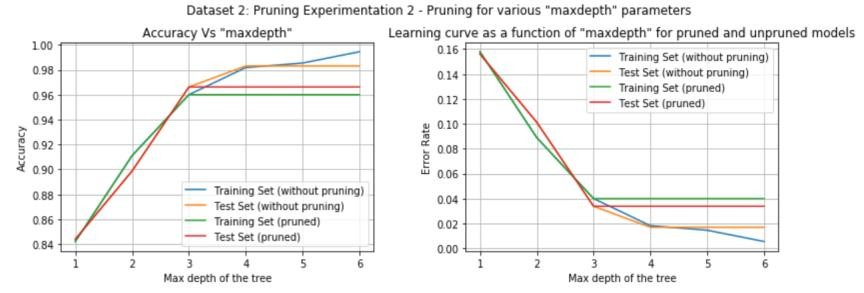 Dataset 2: Pruning Experimentation 2 - Pruning for various "maxdepth" parameters
Accuracy Vs "maxdepth"
1.00
0.98
0.96
0.94
0.92
0.90
0.88
0.86
0.84
Accuracy
Training Set (without pruning)
Test Set (without pruning)
Training Set (pruned)
Test Set (pruned)
1 2 3 4 5 6
Max depth of the tree
Learning curve as a function of "maxdepth" for pruned and unpruned models
0.16
0.14
0.12
0.10
0.08
0.06
0.04
0.02
0.00
Error Rate
Training Set (without pruning)
Test Set (without pruning)
Training Set (pruned)
Test Set (pruned)
1 2 3 4 5 6
Max depth of the tree